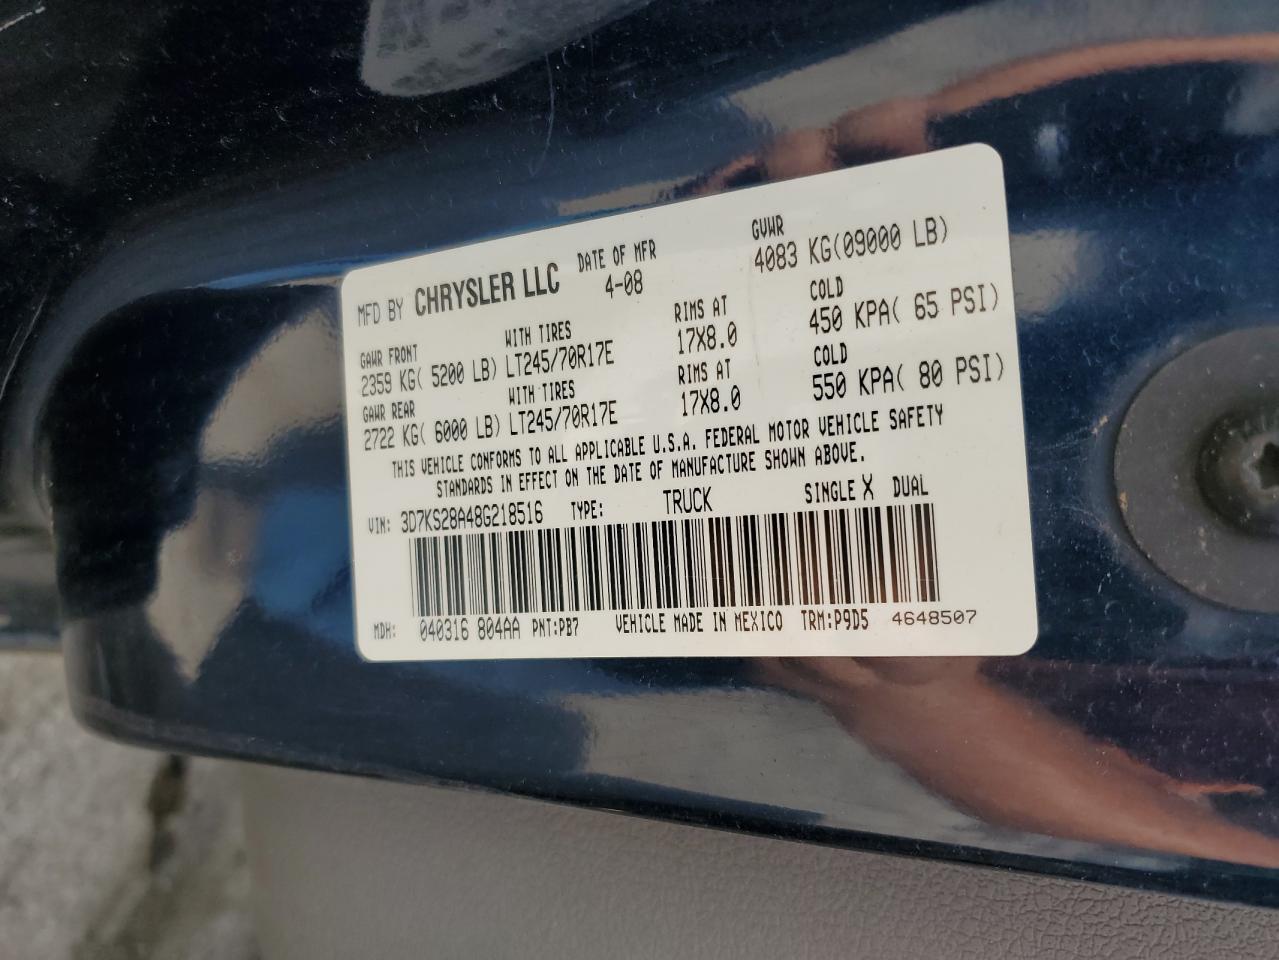 MFD BY CHRYSLER LLC DATE OF MFR GVWR
4-08 4083 KG(09000 LB)
GAWR FRONT WITH TIRES RIMS AT COLD
2359 KG( 5200 LB) LT245/70R17E 17X8.0 450 KPA( 65 PSI)
GAWR REAR WITH TIRES RIMS AT COLD
2722 KG( 6000 LB) LT245/70R17E 17X8.0 550 KPA( 80 PSI)
THIS VEHICLE CONFORMS TO ALL APPLICABLE U.S.A. FEDERAL MOTOR VEHICLE SAFETY
STANDARDS IN EFFECT ON THE DATE OF MANUFACTURE SHOWN ABOVE.
VIN: 3D7KS28A48G218516 TYPE: TRUCK SINGLE X DUAL
MDH: 040316 804AA PNT:PB7 VEHICLE MADE IN MEXICO TRM:P9D5 4648507